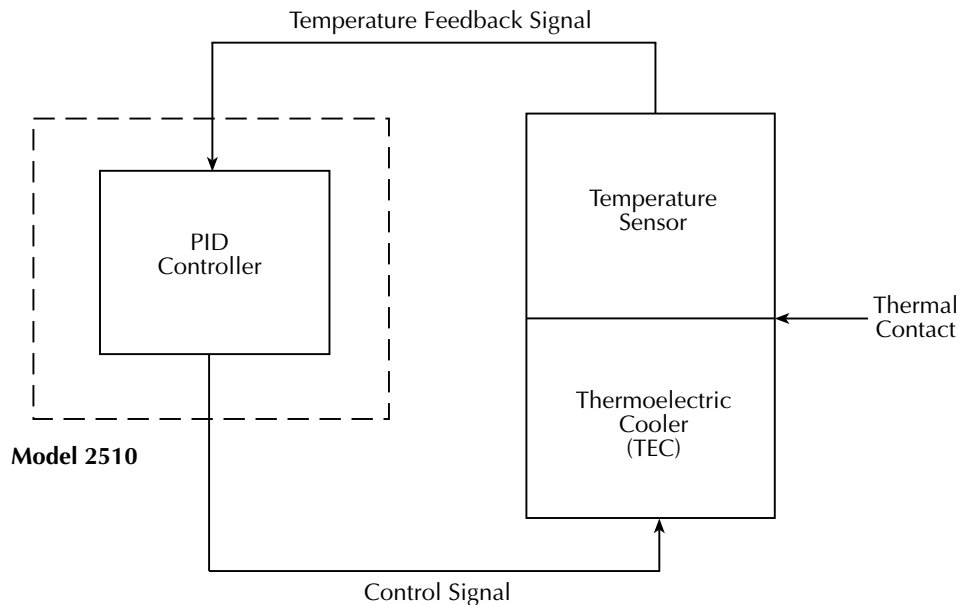 Temperature Feedback Signal
PID
Controller
Temperature
Sensor
Thermal
Contact
Thermoelectric
Cooler
(TEC)
Model 2510
Control Signal